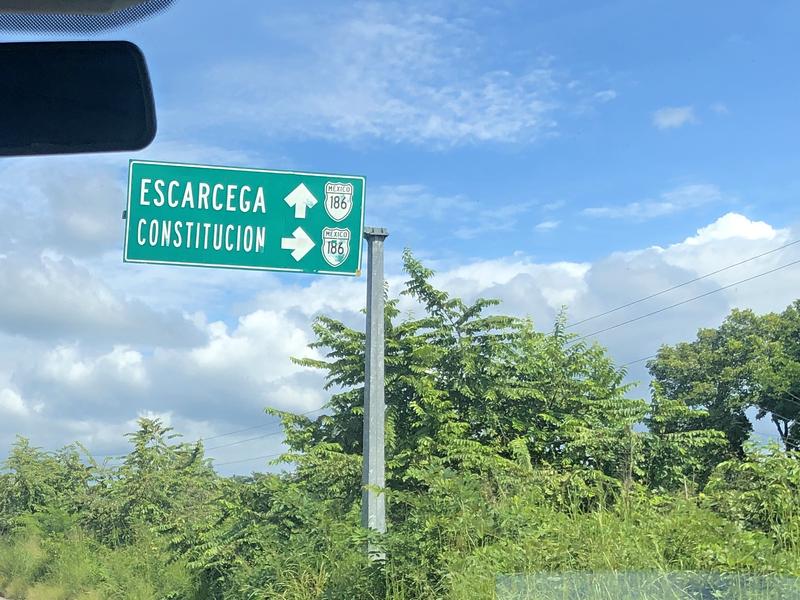 ESCARCEGA
MEXICO
186
CONSTITUCION
MEXICO
186